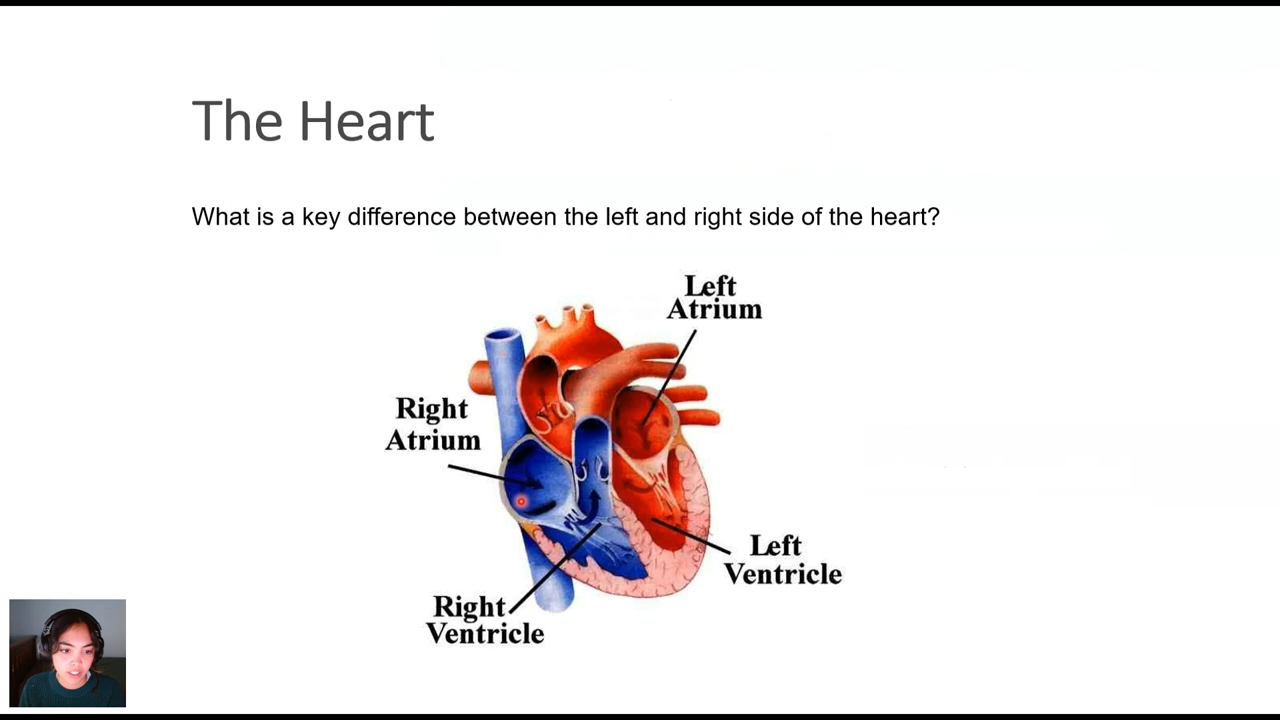 The Heart
What is a key difference between the left and right side of the heart?
Left
Atrium
Right
Atrium
Left
Ventricle
Right
Ventricle